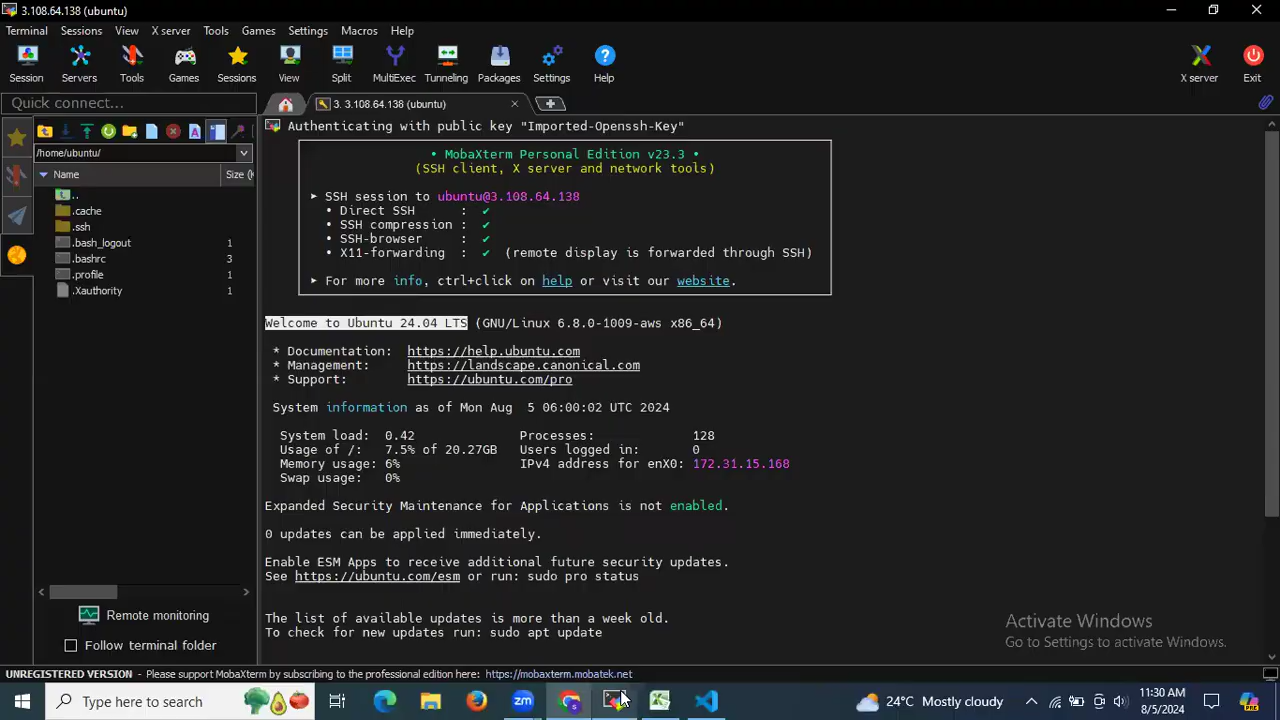 3.108.64.138 (ubuntu)
Terminal Sessions View X server Tools Games Settings Macros Help
Session Servers Tools Games Sessions View Split MultiExec Tunneling Packages Settings Help X server Exit
Quick connect...
3. 3.108.64.138 (ubuntu)
/home/ubuntu/
Name Size (
..
.cache
.ssh
.bash_logout 1
.bashrc 3
.profile 1
.Xauthority 1
Remote monitoring
Follow terminal folder
Authenticating with public key "Imported-Openssh-Key"
• MobaXterm Personal Edition v23.3 •
(SSH client, X server and network tools)
► SSH session to ubuntu@3.108.64.138
• Direct SSH : ✔
• SSH compression : ✔
• SSH-browser : ✔
• X11-forwarding : ✔ (remote display is forwarded through SSH)
► For more info, ctrl+click on help or visit our website.
Welcome to Ubuntu 24.04 LTS (GNU/Linux 6.8.0-1009-aws x86_64)
* Documentation: https://help.ubuntu.com
* Management: https://landscape.canonical.com
* Support: https://ubuntu.com/pro
System information as of Mon Aug 5 06:00:02 UTC 2024
System load: 0.42 Processes: 128
Usage of /: 7.5% of 20.27GB Users logged in: 0
Memory usage: 6% IPv4 address for enX0: 172.31.15.168
Swap usage: 0%
Expanded Security Maintenance for Applications is not enabled.
0 updates can be applied immediately.
Enable ESM Apps to receive additional future security updates.
See https://ubuntu.com/esm or run: sudo pro status
The list of available updates is more than a week old.
To check for new updates run: sudo apt update
Activate Windows
Go to Settings to activate Windows.
UNREGISTERED VERSION - Please support MobaXterm by subscribing to the professional edition here: https://mobaxterm.mobatek.net
Type here to search
zm
24°C Mostly cloudy
11:30 AM
8/5/2024
PRE